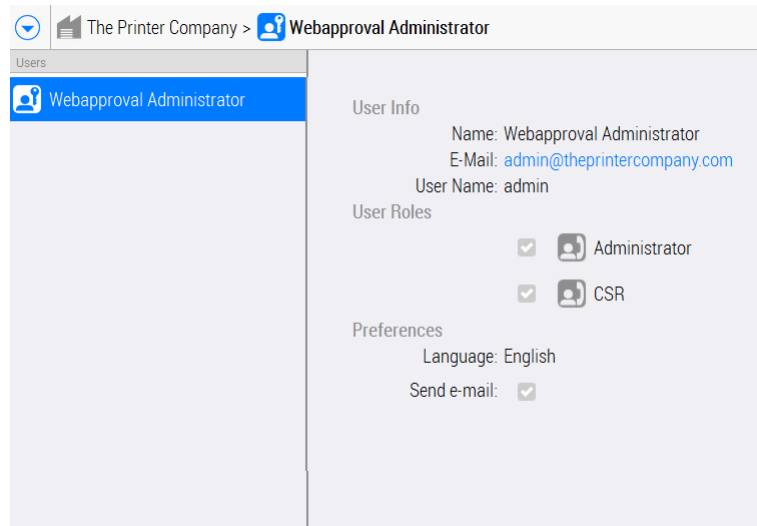 The Printer Company > Webapproval Administrator
Users
Webapproval Administrator
User Info
Name: Webapproval Administrator
E-Mail: admin@theprintercompany.com
User Name: admin
User Roles
Administrator
CSR
Preferences
Language: English
Send e-mail: